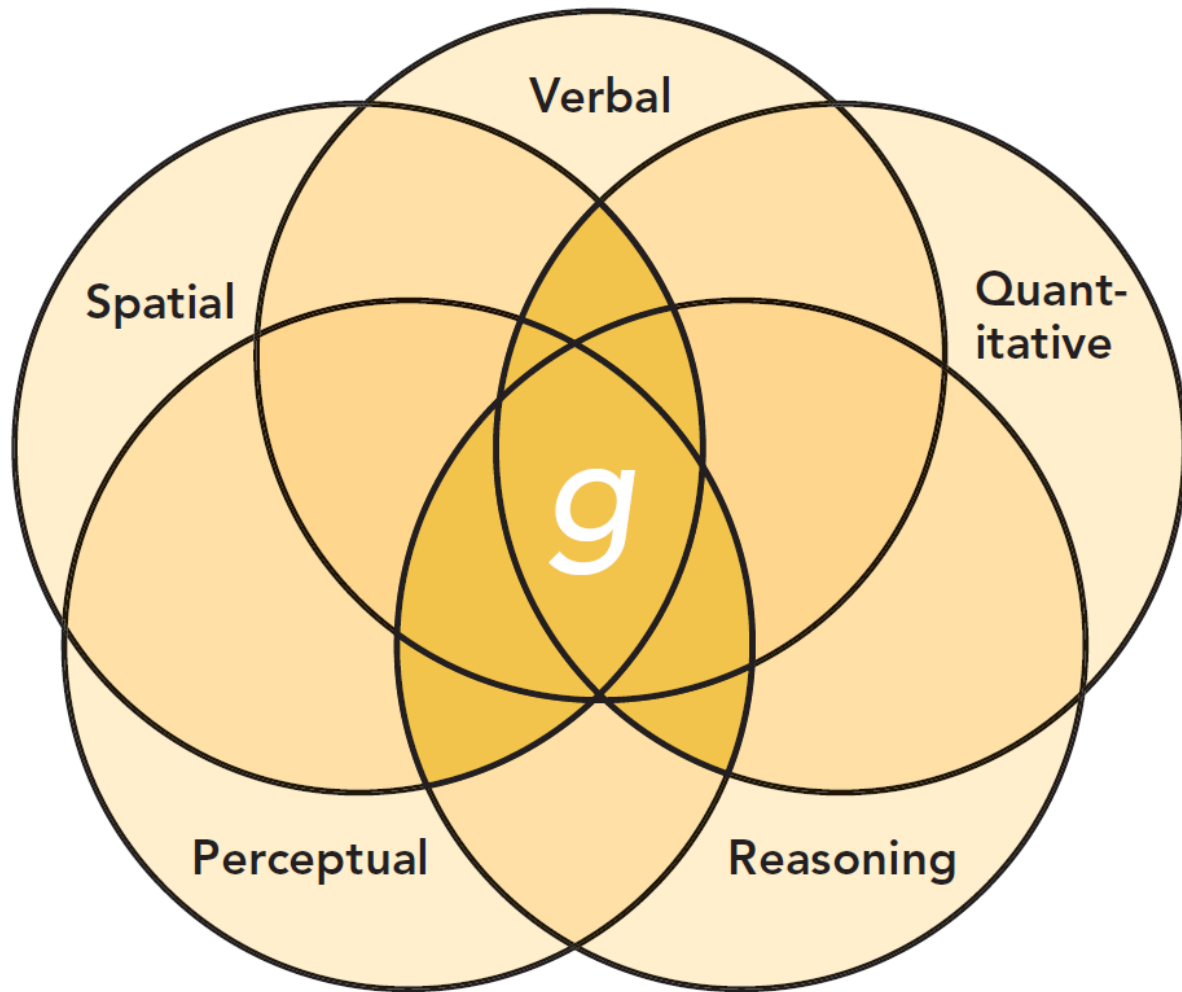 Verbal
Spatial
Quant-
itative
g
Perceptual
Reasoning